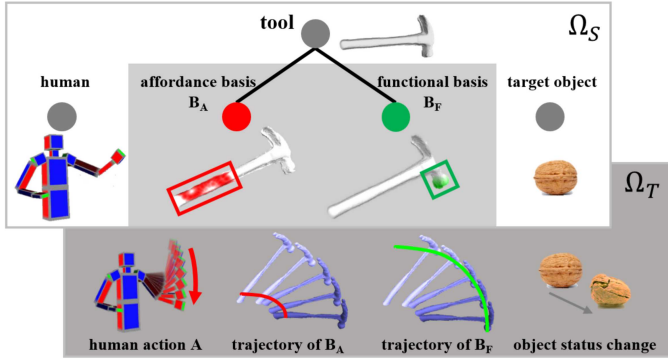 tool
Ω_S
human
affordance basis
B_A
functional basis
B_F
target object
Ω_T
human action A
trajectory of B_A
trajectory of B_F
object status change